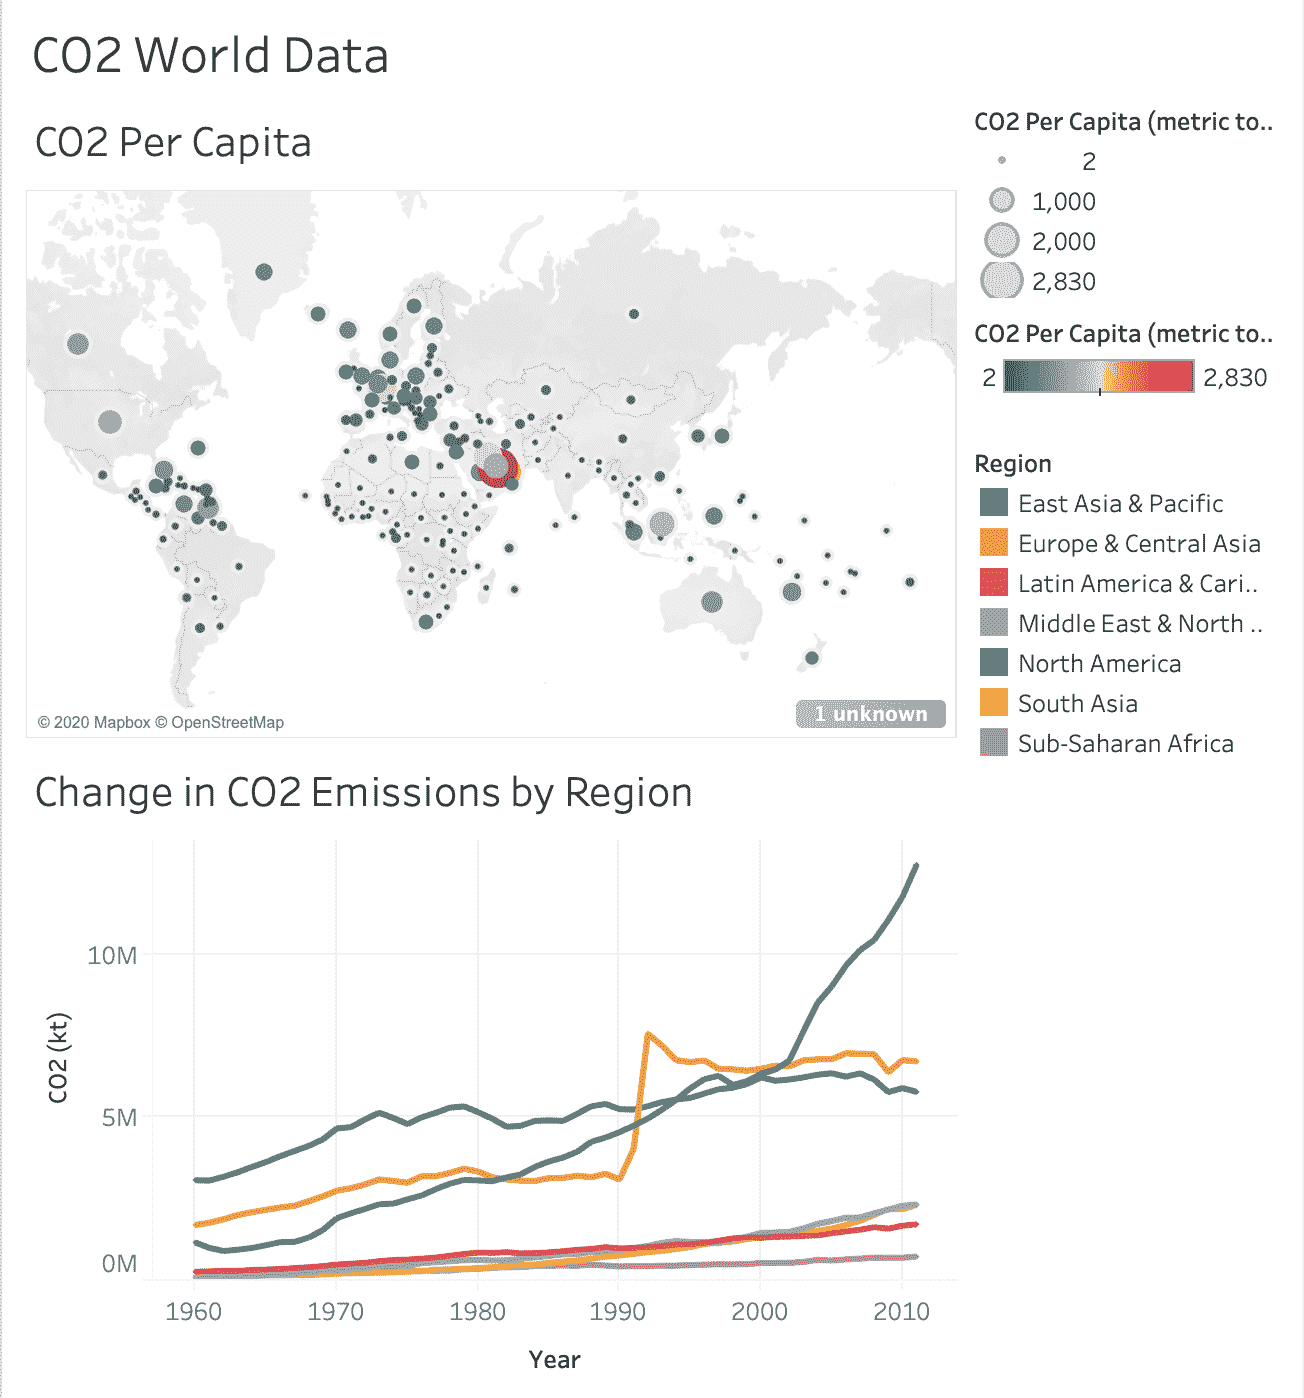 CO2 World Data
CO2 Per Capita
© 2020 Mapbox © OpenStreetMap
1 unknown
CO2 Per Capita (metric to..
2
1,000
2,000
2,830
CO2 Per Capita (metric to..
2 2,830
Region
East Asia & Pacific
Europe & Central Asia
Latin America & Cari..
Middle East & North ..
North America
South Asia
Sub-Saharan Africa
Change in CO2 Emissions by Region
CO2 (kt)
10M
5M
0M
1960 1970 1980 1990 2000 2010
Year